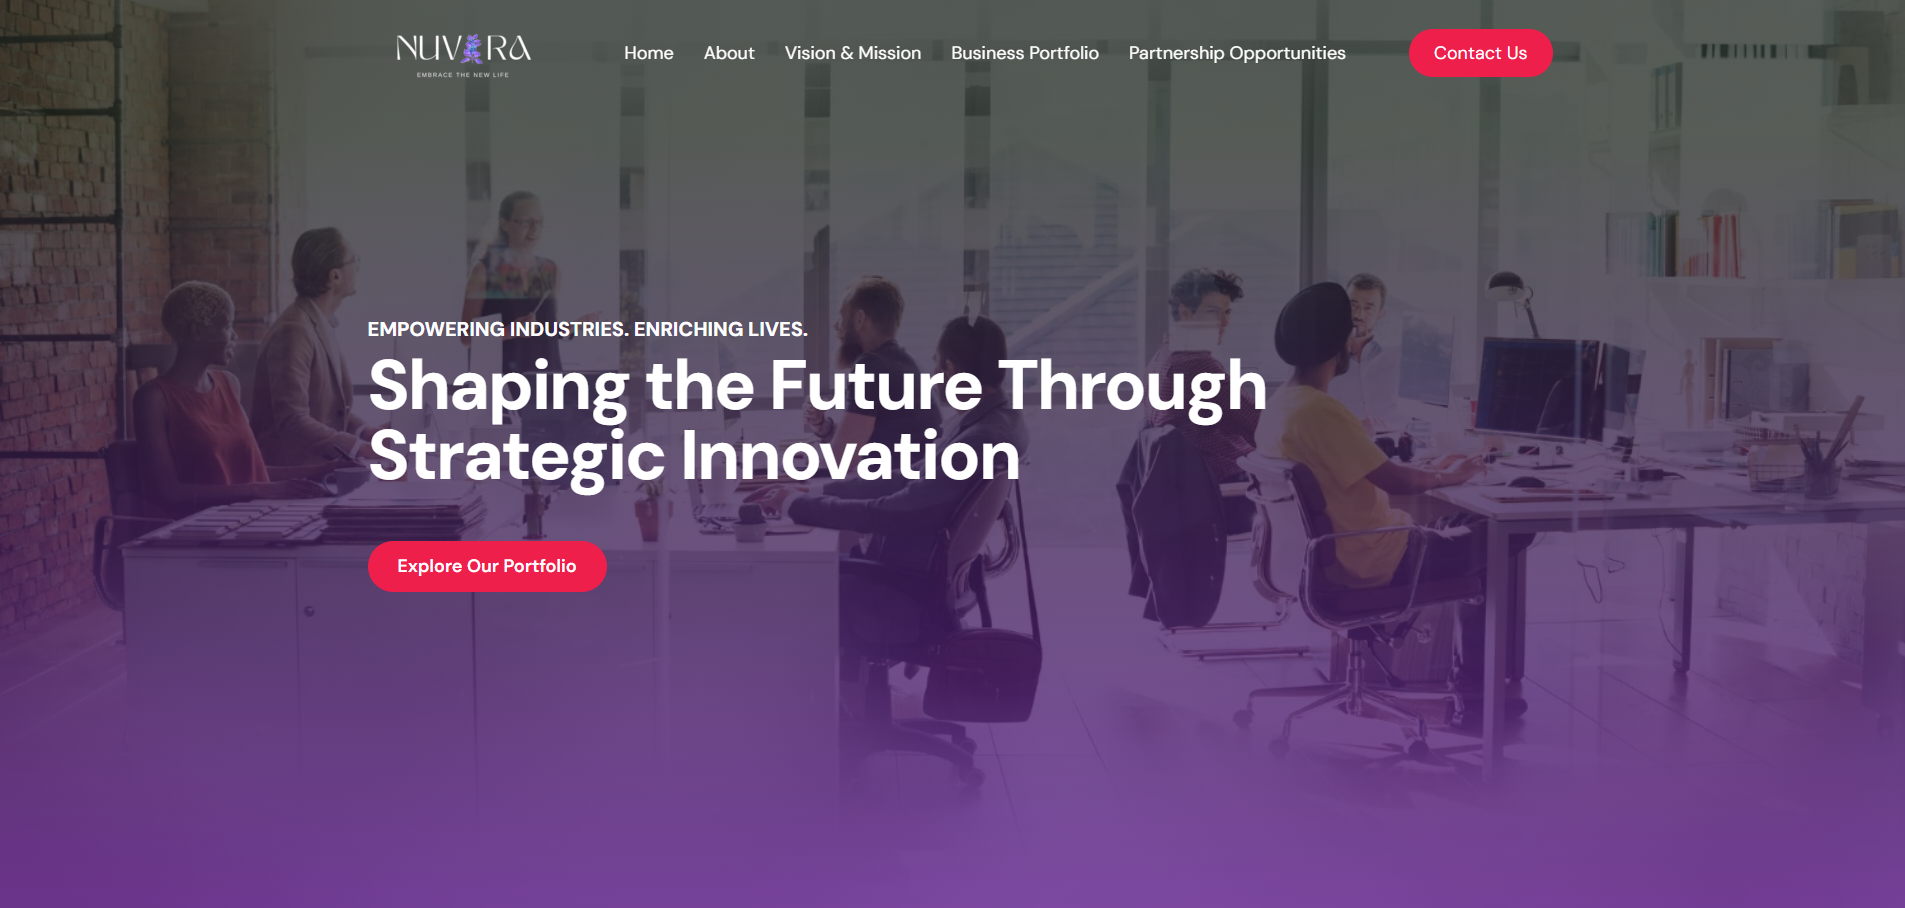 NUVERA
EMBRACE THE NEW LIFE
Home
About
Vision & Mission
Business Portfolio
Partnership Opportunities
Contact Us
EMPOWERING INDUSTRIES. ENRICHING LIVES.
Shaping the Future Through
Strategic Innovation
Explore Our Portfolio